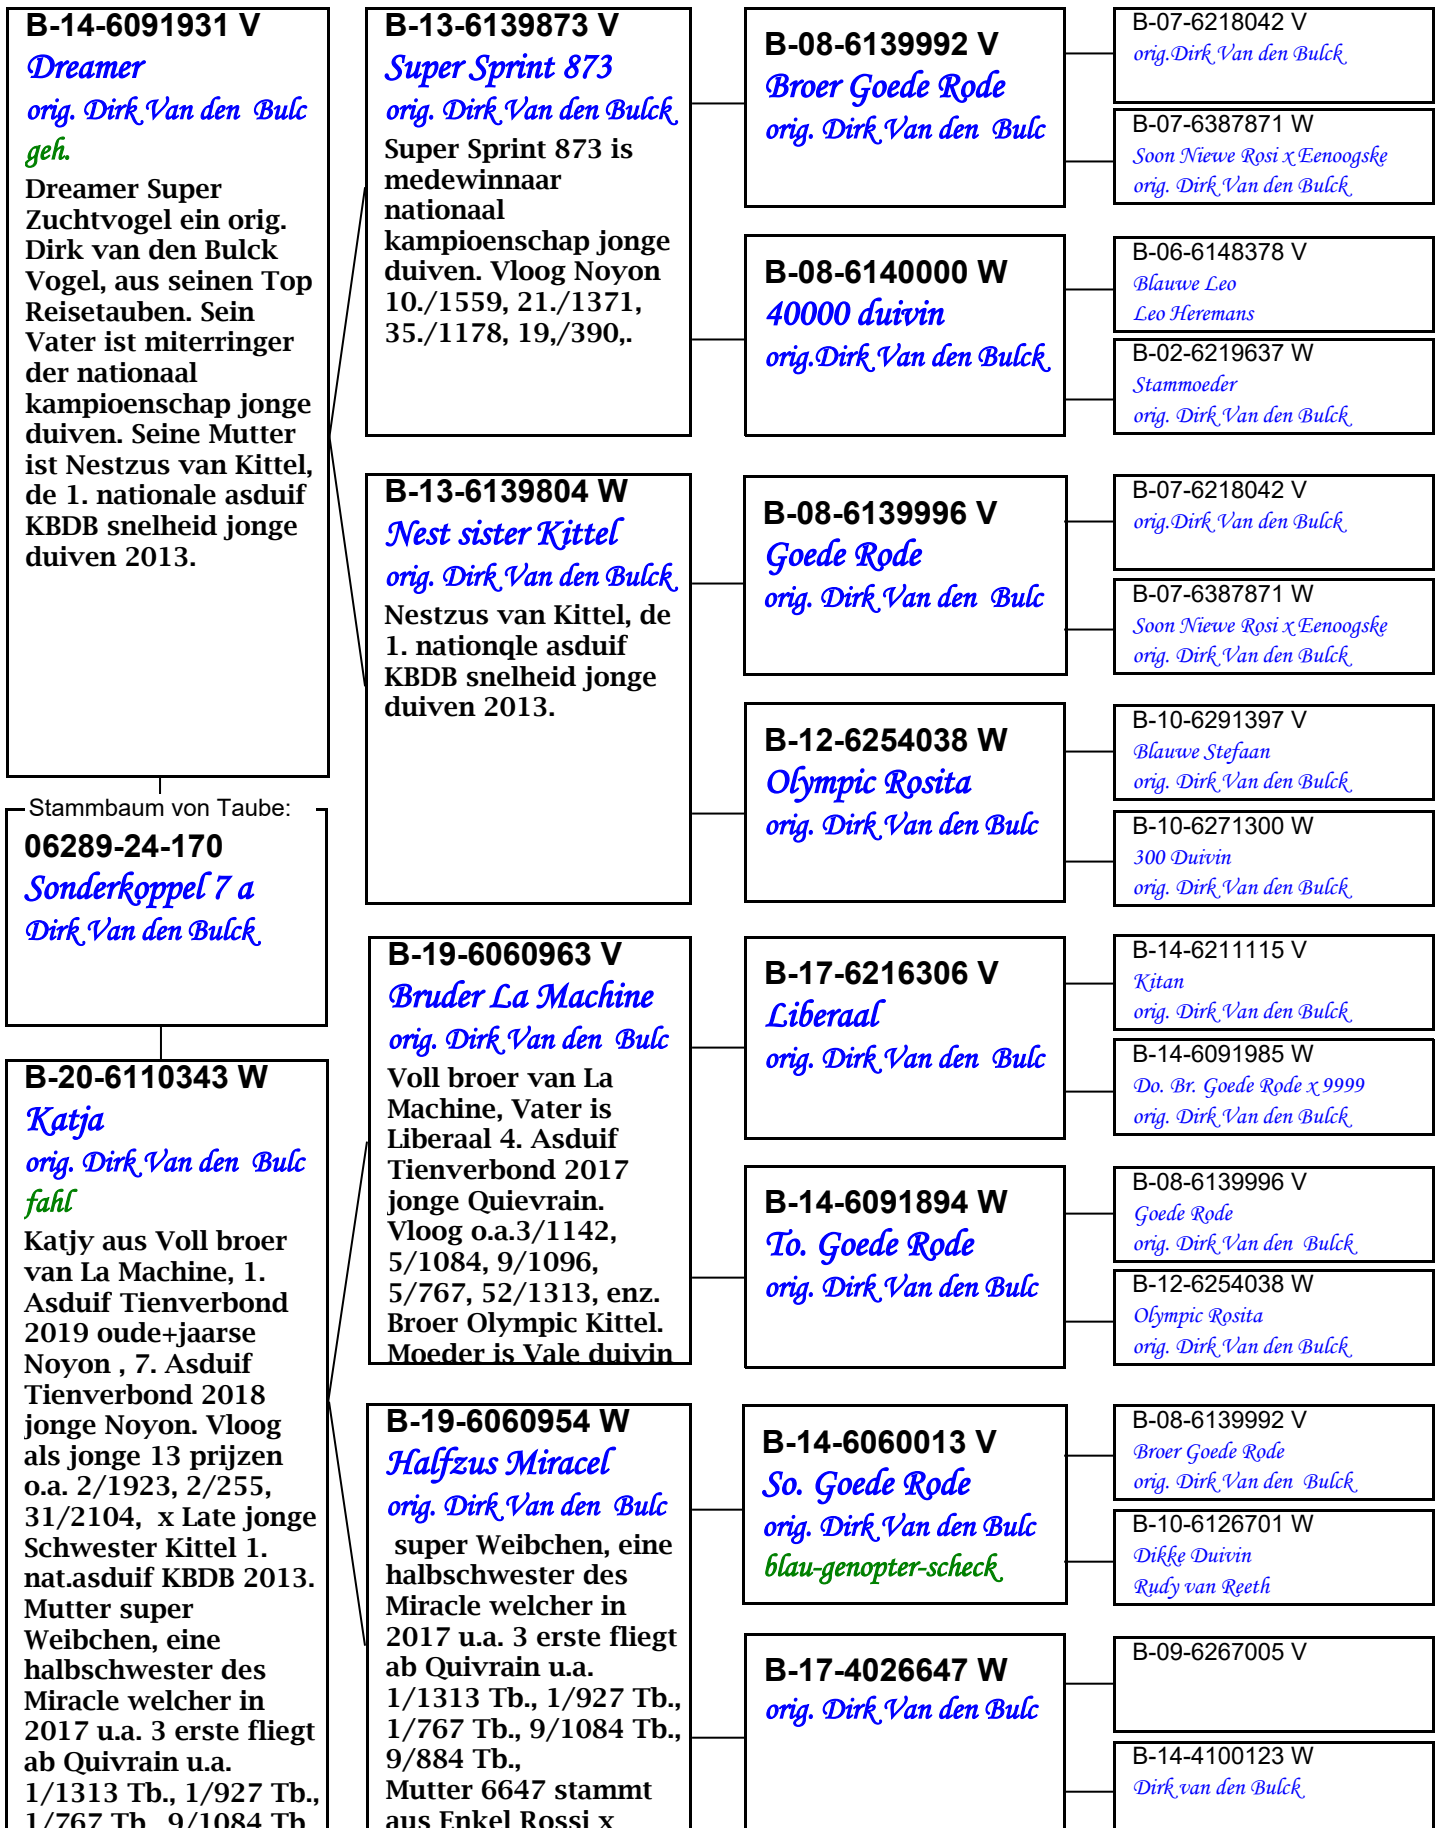 B-14-6091931 V
Dreamer
orig. Dirk Van den Bulc
geh.
Dreamer Super
Zuchtvogel ein orig.
Dirk van den Bulck
Vogel, aus seinen Top
Reisetauben. Sein
Vater ist miterringer
der nationaal
kampioenschap jonge
duiven. Seine Mutter
ist Nestzus van Kittel,
de 1. nationale asduif
KBDB snelheid jonge
duiven 2013.
Stammbaum von Taube:
06289-24-170
Sonderkoppel 7 a
Dirk Van den Bulck
B-20-6110343 W
Katja
orig. Dirk Van den Bulc
fahl
Katjy aus Voll broer
van La Machine, 1.
Asduif Tienverbond
2019 oude+jaarse
Noyon , 7. Asduif
Tienverbond 2018
jonge Noyon. Vloog
als jonge 13 prijzen
o.a. 2/1923, 2/255,
31/2104, x Late jonge
Schwester Kittel 1.
nat.asduif KBDB 2013.
Mutter super
Weibchen, eine
halbschwester des
Miracle welcher in
2017 u.a. 3 erste fliegt
ab Quivrain u.a.
1/1313 Tb., 1/927 Tb.,
1/767 Tb., 9/1084 Tb.
B-13-6139873 V
Super Sprint 873
orig. Dirk Van den Bulck
Super Sprint 873 is
medewinnaar
nationaal
kampioenschap jonge
duiven. Vloog Noyon
10./1559, 21./1371,
35./1178, 19,/390,.
B-13-6139804 W
Nest sister Kittel
orig. Dirk Van den Bulck
Nestzus van Kittel, de
1. nationqle asduif
KBDB snelheid jonge
duiven 2013.
B-19-6060963 V
Bruder La Machine
orig. Dirk Van den Bulc
Voll broer van La
Machine, Vater is
Liberaal 4. Asduif
Tienverbond 2017
jonge Quievrain.
Vloog o.a.3/1142,
5/1084, 9/1096,
5/767, 52/1313, enz.
Broer Olympic Kittel.
Moeder is Vale duivin
B-19-6060954 W
Halfzus Miracel
orig. Dirk Van den Bulc
super Weibchen, eine
halbschwester des
Miracle welcher in
2017 u.a. 3 erste fliegt
ab Quivrain u.a.
1/1313 Tb., 1/927 Tb.,
1/767 Tb., 9/1084 Tb.,
9/884 Tb.,
Mutter 6647 stammt
aus Enkel Rossi x
B-08-6139992 V
Broer Goede Rode
orig. Dirk Van den Bulc
B-08-6140000 W
40000 duivin
orig.Dirk Van den Bulck
B-08-6139996 V
Goede Rode
orig. Dirk Van den Bulc
B-12-6254038 W
Olympic Rosita
orig. Dirk Van den Bulc
B-17-6216306 V
Liberaal
orig. Dirk Van den Bulc
B-14-6091894 W
To. Goede Rode
orig. Dirk Van den Bulc
B-14-6060013 V
So. Goede Rode
orig. Dirk Van den Bulc
blau-genopter-scheck
B-17-4026647 W
orig. Dirk Van den Bulc
B-07-6218042 V
orig.Dirk Van den Bulck
B-07-6387871 W
Soon Niewe Rosi x Eenoogske
orig. Dirk Van den Bulck
B-06-6148378 V
Blauwe Leo
Leo Heremans
B-02-6219637 W
Stammoeder
orig. Dirk Van den Bulck
B-07-6218042 V
orig.Dirk Van den Bulck
B-07-6387871 W
Soon Niewe Rosi x Eenoogske
orig. Dirk Van den Bulck
B-10-6291397 V
Blauwe Stefaan
orig. Dirk Van den Bulck
B-10-6271300 W
300 Duivin
orig. Dirk Van den Bulck
B-14-6211115 V
Kitan
orig. Dirk Van den Bulck
B-14-6091985 W
Do. Br. Goede Rode x 9999
orig. Dirk Van den Bulck
B-08-6139996 V
Goede Rode
orig. Dirk Van den Bulck
B-12-6254038 W
Olympic Rosita
orig. Dirk Van den Bulck
B-08-6139992 V
Broer Goede Rode
orig. Dirk Van den Bulck
B-10-6126701 W
Dikke Duivin
Rudy van Reeth
B-09-6267005 V
B-14-4100123 W
Dirk van den Bulck